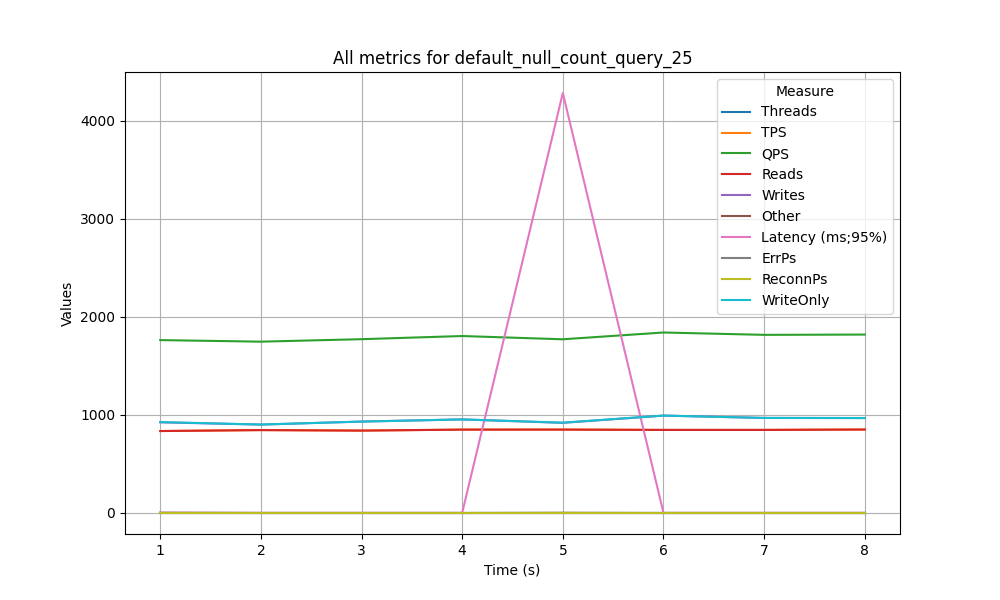 All metrics for default_null_count_query_25
Measure
Threads
TPS
QPS
Reads
Writes
Other
Latency (ms;95%)
ErrPs
ReconnPs
WriteOnly
Values
4000
3000
2000
1000
0
1 2 3 4 5 6 7 8
Time (s)